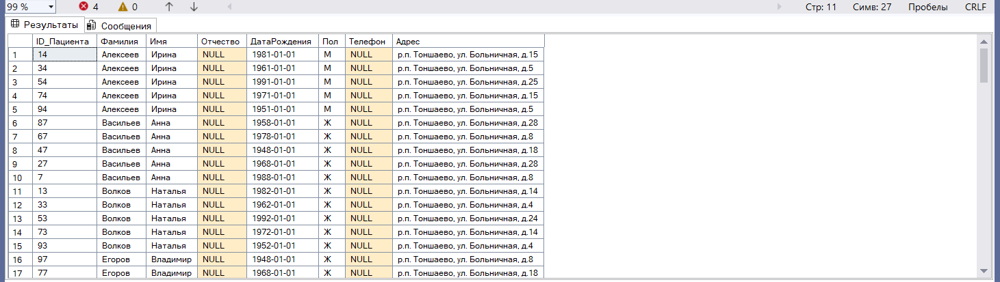 99 % 4 0 Стр: 11 Симв: 27 Пробелы CRLF
Результаты Сообщения
ID_Пациента Фамилия Имя Отчество ДатаРождения Пол Телефон Адрес
1 14 Алексеев Ирина NULL 1981-01-01 М NULL р.п. Тоншаево, ул. Больничная, д.15
2 34 Алексеев Ирина NULL 1961-01-01 М NULL р.п. Тоншаево, ул. Больничная, д.5
3 54 Алексеев Ирина NULL 1991-01-01 М NULL р.п. Тоншаево, ул. Больничная, д.25
4 74 Алексеев Ирина NULL 1971-01-01 М NULL р.п. Тоншаево, ул. Больничная, д.15
5 94 Алексеев Ирина NULL 1951-01-01 М NULL р.п. Тоншаево, ул. Больничная, д.5
6 87 Васильев Анна NULL 1958-01-01 Ж NULL р.п. Тоншаево, ул. Больничная, д.28
7 67 Васильев Анна NULL 1978-01-01 Ж NULL р.п. Тоншаево, ул. Больничная, д.8
8 47 Васильев Анна NULL 1948-01-01 Ж NULL р.п. Тоншаево, ул. Больничная, д.18
9 27 Васильев Анна NULL 1968-01-01 Ж NULL р.п. Тоншаево, ул. Больничная, д.28
10 7 Васильев Анна NULL 1988-01-01 Ж NULL р.п. Тоншаево, ул. Больничная, д.8
11 13 Волков Наталья NULL 1982-01-01 Ж NULL р.п. Тоншаево, ул. Больничная, д.14
12 33 Волков Наталья NULL 1962-01-01 Ж NULL р.п. Тоншаево, ул. Больничная, д.4
13 53 Волков Наталья NULL 1992-01-01 Ж NULL р.п. Тоншаево, ул. Больничная, д.24
14 73 Волков Наталья NULL 1972-01-01 Ж NULL р.п. Тоншаево, ул. Больничная, д.14
15 93 Волков Наталья NULL 1952-01-01 Ж NULL р.п. Тоншаево, ул. Больничная, д.4
16 97 Егоров Владимир NULL 1948-01-01 Ж NULL р.п. Тоншаево, ул. Больничная, д.8
17 77 Егоров Владимир NULL 1968-01-01 Ж NULL р.п. Тоншаево, ул. Больничная, д.18